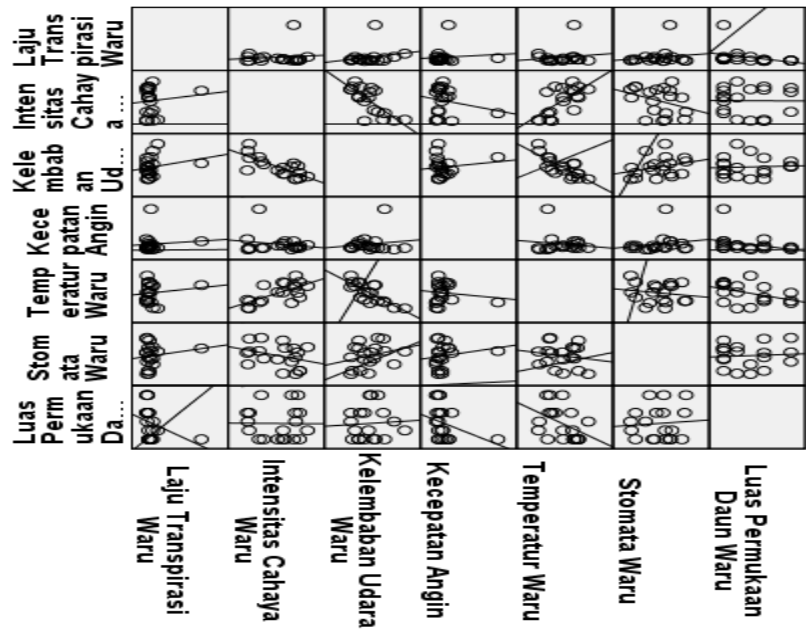 Laju
Trans
pirasi
Waru
Inten
sitas
Cahay
a ...
Kele
mbab
an
Ud...
Kece
patan
Angin
Temp
eratur
Waru
Stom
ata
Waru
Luas
Perm
ukaan
Da...
Laju Transpirasi
Waru
Intensitas Cahaya
Waru
Kelembaban Udara
Waru
Kecepatan Angin
Temperatur Waru
Stomata Waru
Luas Permukaan
Daun Waru